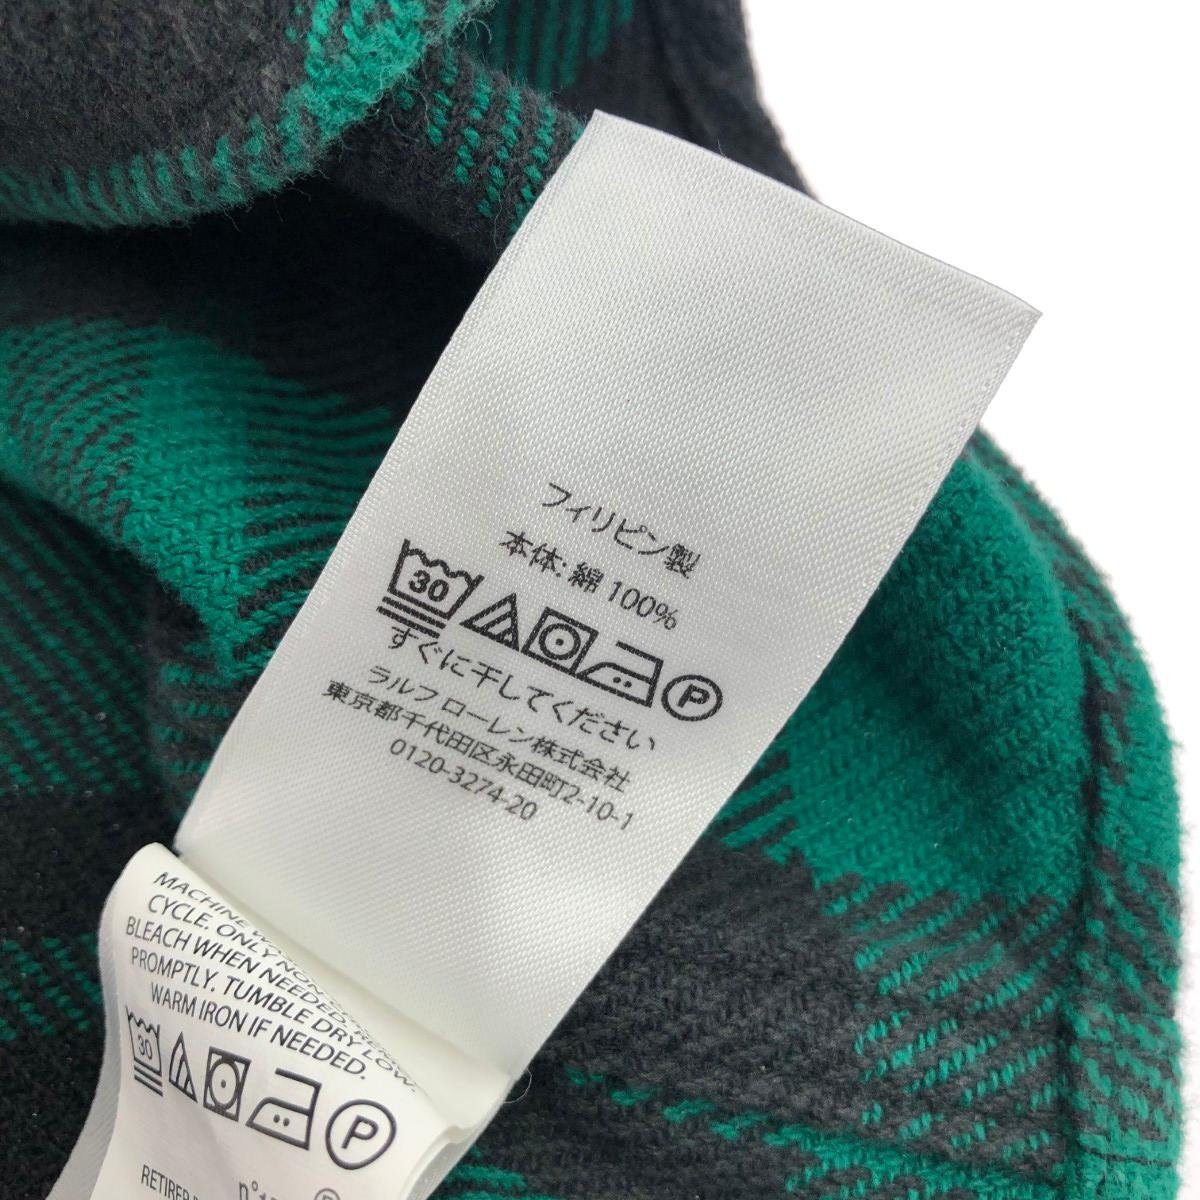 フィリピン製
本体: 綿 100%
30 P
すぐに干してください
ラルフ ローレン株式会社
東京都千代田区永田町2-10-1
0120-3274-20
MACHINE
CYCLE. ONLY NON
BLEACH WHEN NEEDED.
PROMPTLY. TUMBLE DRY LOW.
WARM IRON IF NEEDED.
30 P
RETIRER